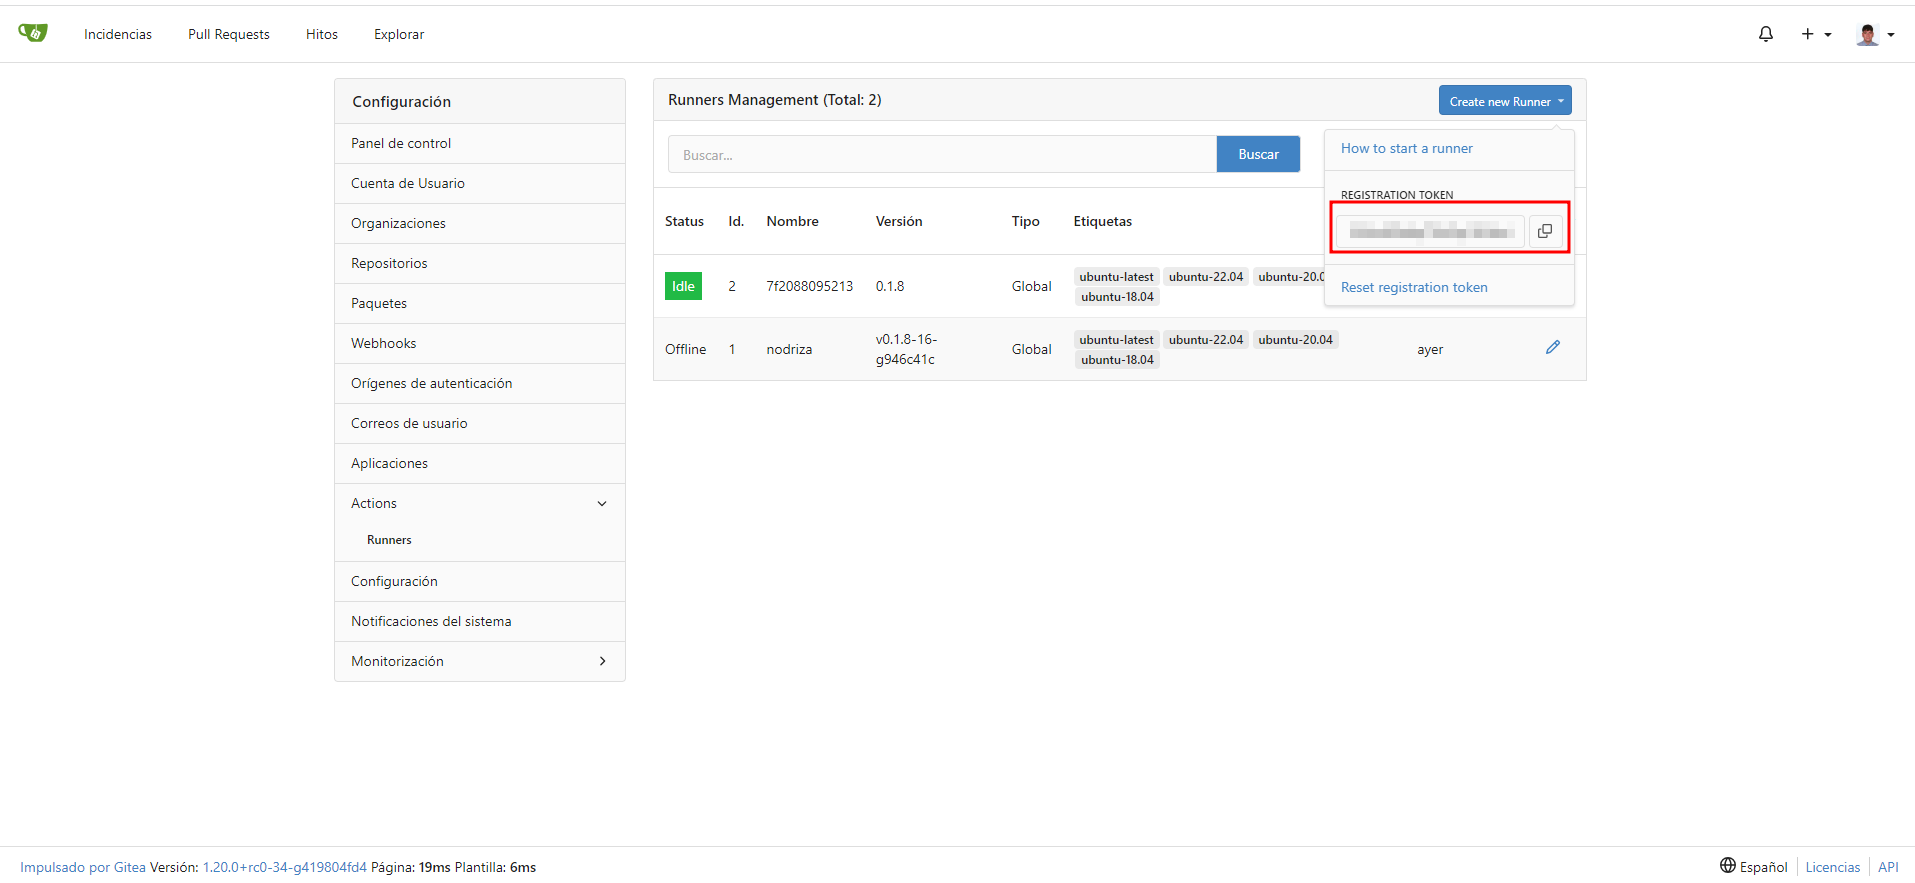 Incidencias Pull Requests Hitos Explorar
Configuración
Panel de control
Cuenta de Usuario
Organizaciones
Repositorios
Paquetes
Webhooks
Orígenes de autenticación
Correos de usuario
Aplicaciones
Actions
Runners
Configuración
Notificaciones del sistema
Monitorización
Runners Management (Total: 2)
Create new Runner
Buscar...
Buscar
How to start a runner
REGISTRATION TOKEN
Reset registration token
Status Id. Nombre Versión Tipo Etiquetas
Idle 2 7f2088095213 0.1.8 Global ubuntu-latest ubuntu-22.04 ubuntu-20.0
ubuntu-18.04
Offline 1 nodriza v0.1.8-16-g946c41c Global ubuntu-latest ubuntu-22.04 ubuntu-20.04
ubuntu-18.04
ayer
Impulsado por Gitea Versión: 1.20.0+rc0-34-g419804fd4 Página: 19ms Plantilla: 6ms
Español Licencias API